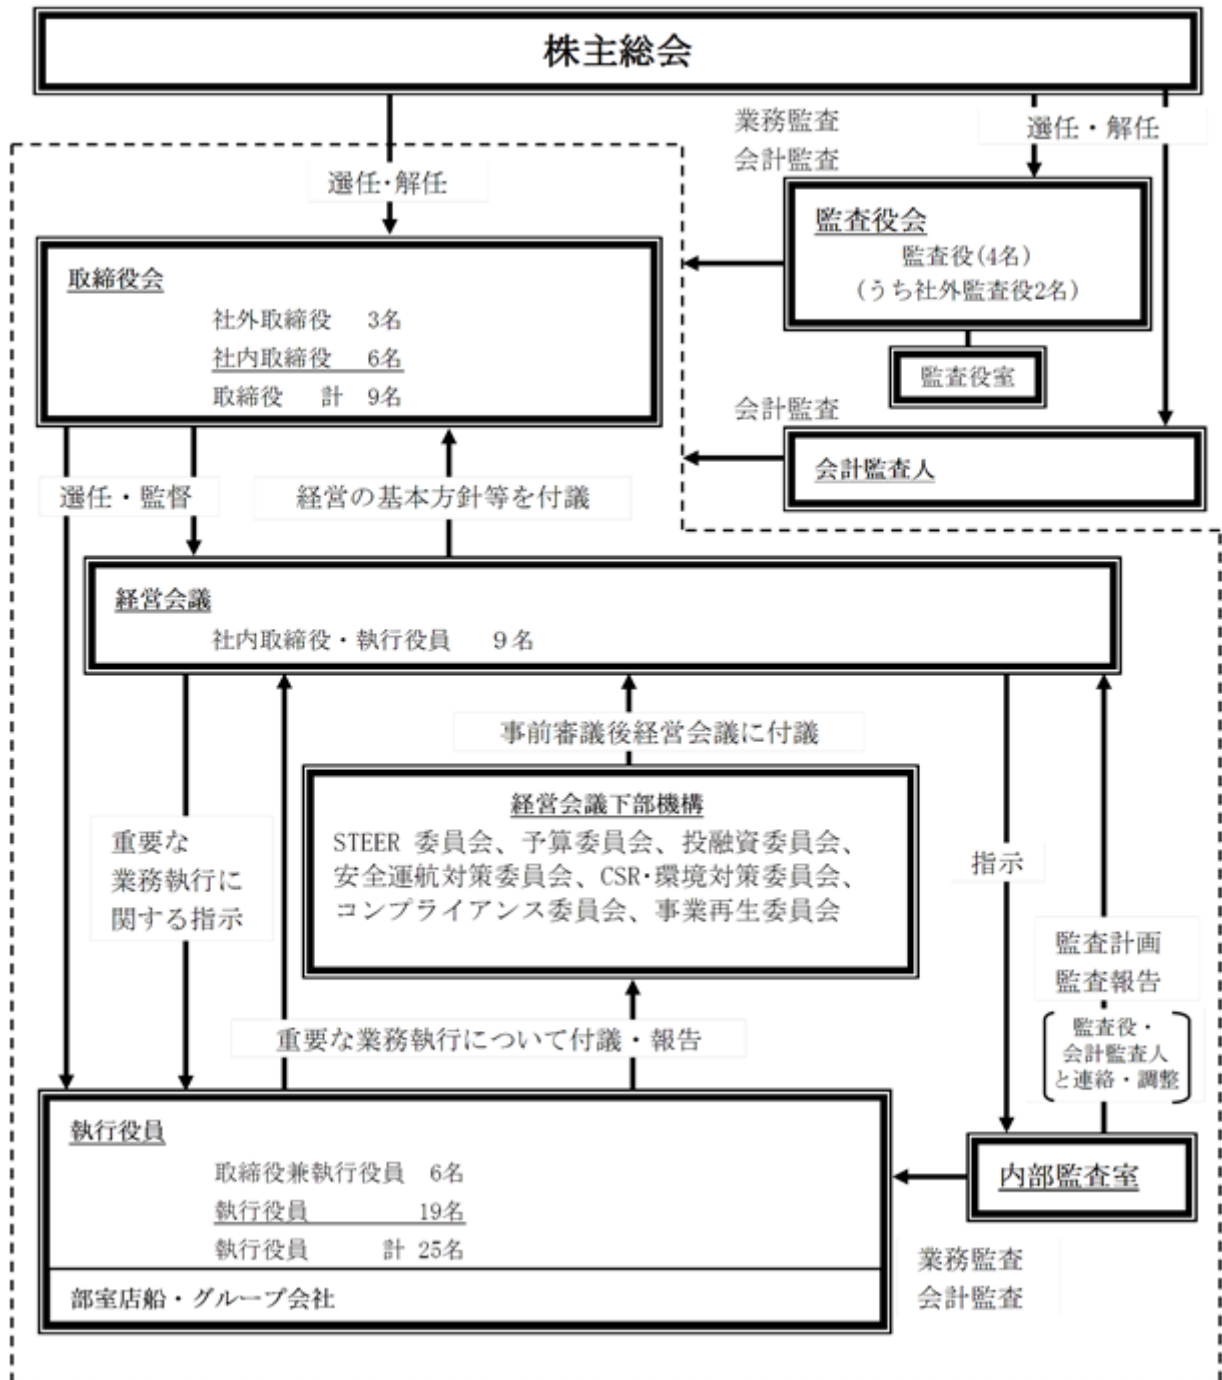 株主総会
選任・解任
業務監査
会計監査
選任・解任
監査役会
監査役(4名)
(うち社外監査役2名)
監査役室
取締役会
社外取締役 3名
社内取締役 6名
取締役 計 9名
会計監査
会計監査人
選任・監督
経営の基本方針等を付議
経営会議
社内取締役・執行役員 9名
事前審議後経営会議に付議
経営会議下部機構
STEER 委員会、予算委員会、投融資委員会、
安全運航対策委員会、CSR・環境対策委員会、
コンプライアンス委員会、事業再生委員会
重要な
業務執行に
関する指示
指示
監査計画
監査報告
監査役・
会計監査人
と連絡・調整
重要な業務執行について付議・報告
執行役員
取締役兼執行役員 6名
執行役員 19名
執行役員 計 25名
部室店船・グループ会社
内部監査室
業務監査
会計監査